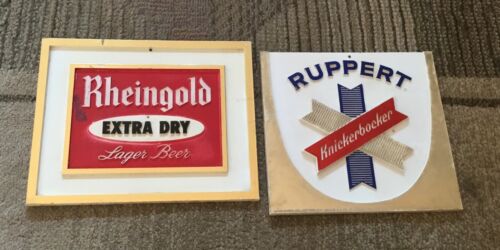 Rheingold
EXTRA DRY
Lager Beer
RUPPERT
Knickerbocker